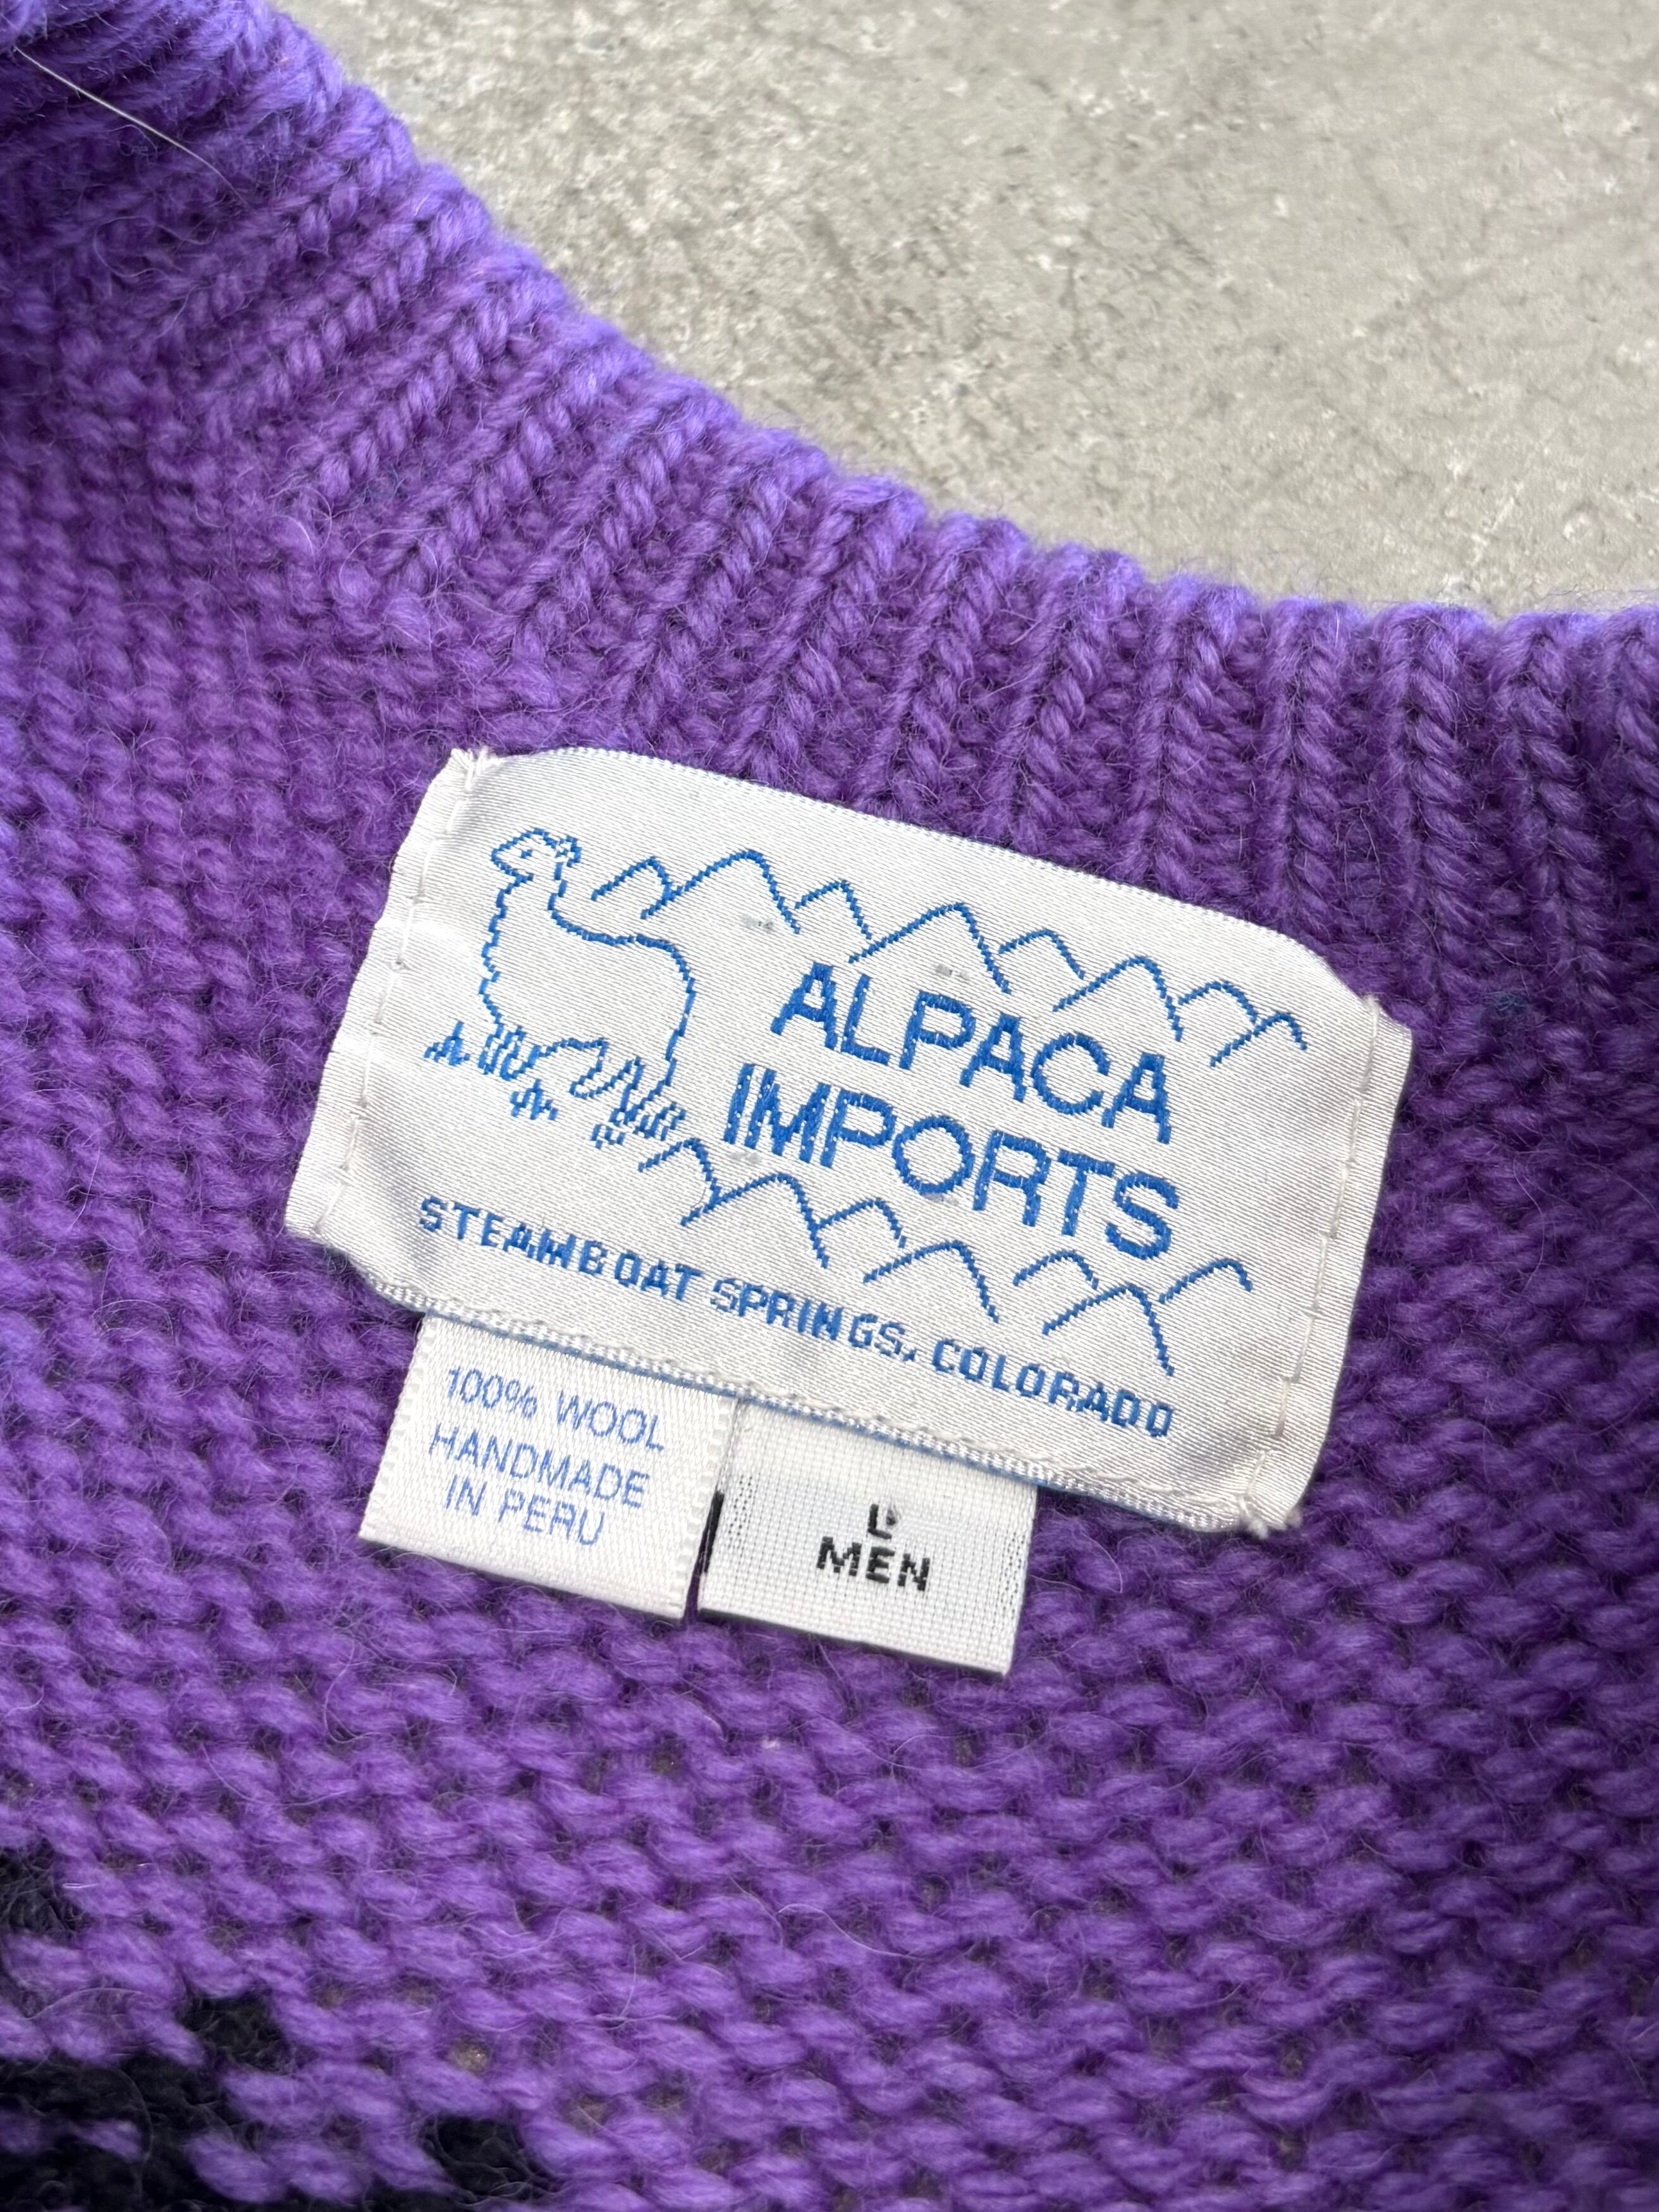 ALPACA
IMPORTS
STEAMBOAT SPRINGS, COLORADO
100% WOOL
HANDMADE
IN PERU
L
MEN